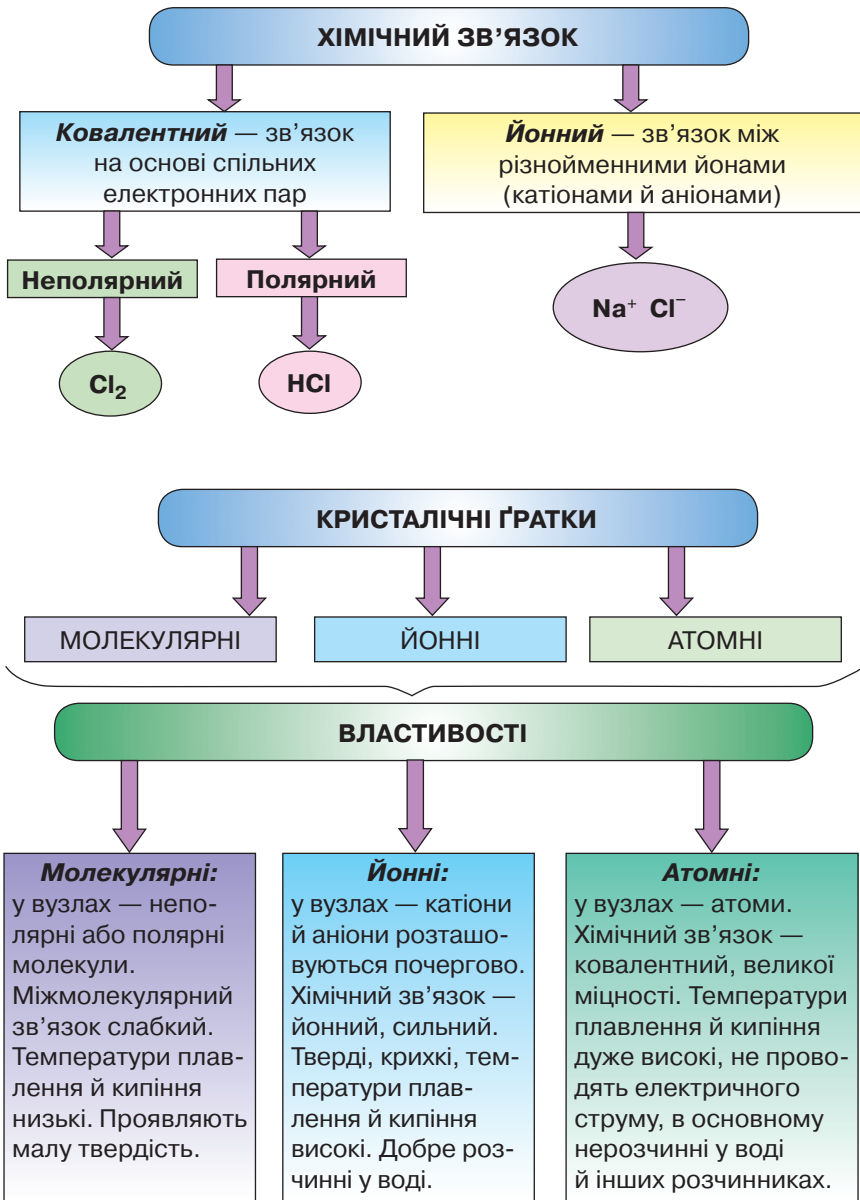 ХІМІЧНИЙ ЗВ’ЯЗОК
Ковалентний — зв’язок
на основі спільних
електронних пар
Йонний — зв’язок між
різнойменними йонами
(катіонами й аніонами)
Неполярний
Полярний
Na⁺ Cl⁻
Cl₂
HCl
КРИСТАЛІЧНІ ҐРАТКИ
МОЛЕКУЛЯРНІ
ЙОННІ
АТОМНІ
ВЛАСТИВОСТІ
Молекулярні:
у вузлах — непо-
лярні або полярні
молекули.
Міжмолекулярний
зв’язок слабкий.
Температури плав-
лення й кипіння
низькі. Проявляють
малу твердість.
Йонні:
у вузлах — катіони
й аніони розташо-
вуються почергово.
Хімічний зв’язок —
йонний, сильний.
Тверді, крихкі, тем-
ператури плав-
лення й кипіння
високі. Добре роз-
чинні у воді.
Атомні:
у вузлах — атоми.
Хімічний зв’язок —
ковалентний, великої
міцності. Температури
плавлення й кипіння
дуже високі, не прово-
дять електричного
струму, в основному
нерозчинні у воді
й інших розчинниках.